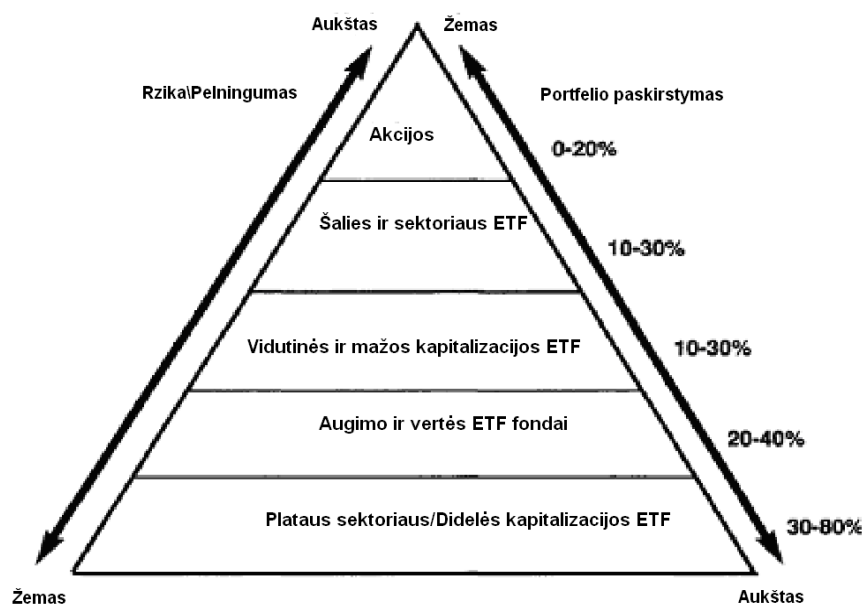 Aukštas
Žemas
Rzika\Pelningumas
Portfelio paskirstymas
Akcijos
0-20%
Šalies ir sektoriaus ETF
10-30%
Vidutinės ir mažos kapitalizacijos ETF
10-30%
Augimo ir vertės ETF fondai
20-40%
Plataus sektoriaus/Didelės kapitalizacijos ETF
30-80%
Žemas
Aukštas